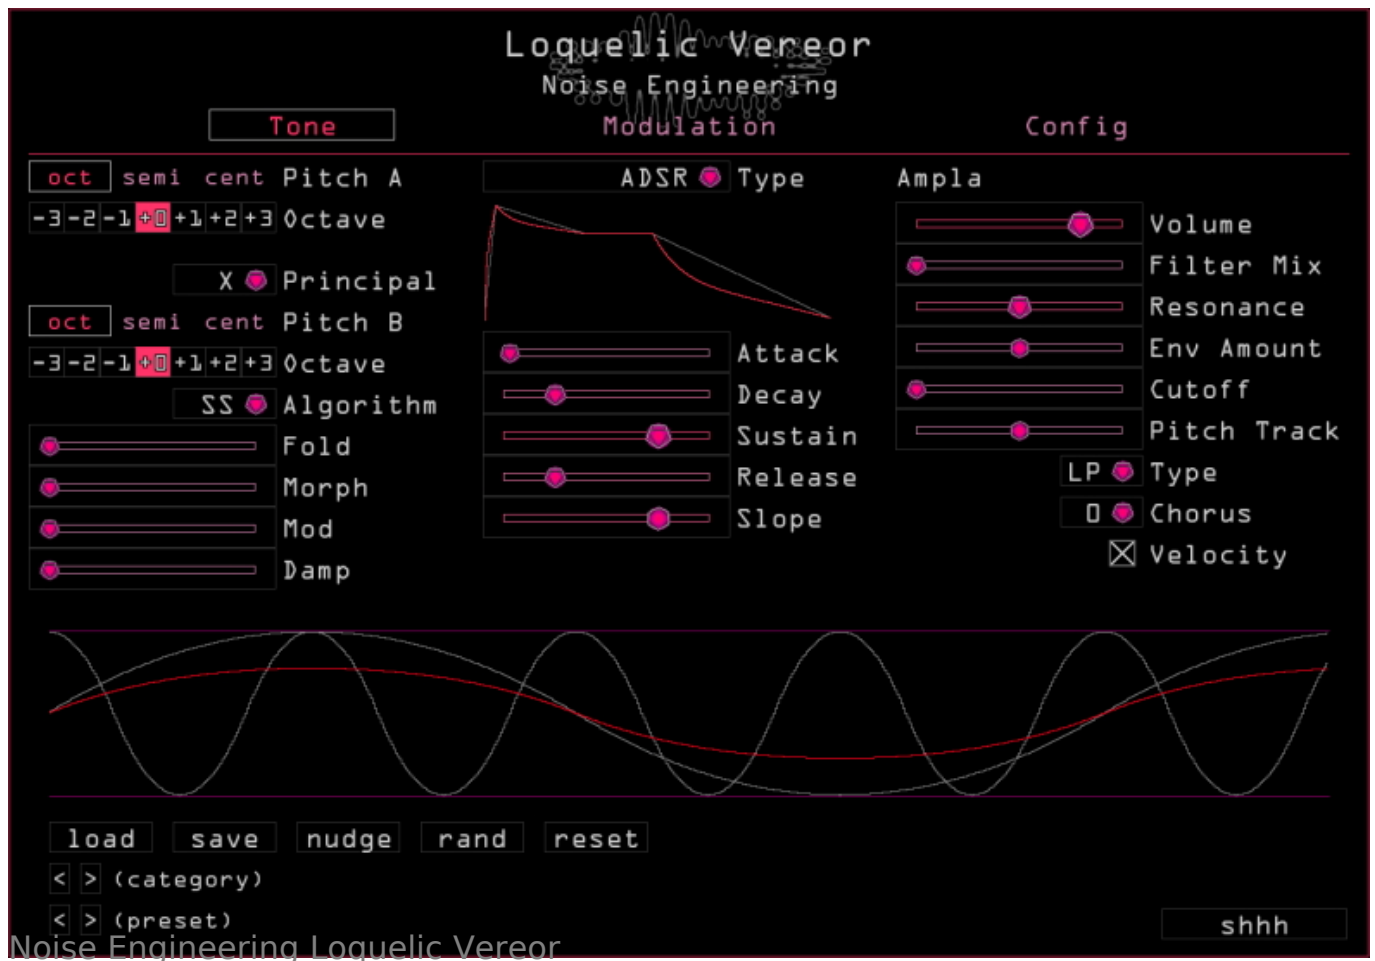 Loquelic Vereor
Noise Engineering
Tone Modulation Config
oct semi cent Pitch A
-3 -2 -1 +0 +1 +2 +3 Octave
X Principal
oct semi cent Pitch B
-3 -2 -1 +0 +1 +2 +3 Octave
SS Algorithm
Fold
Morph
Mod
Damp
ADSR Type
Attack
Decay
Sustain
Release
Slope
Ampla
Volume
Filter Mix
Resonance
Env Amount
Cutoff
Pitch Track
LP Type
0 Chorus
Velocity
load save nudge rand reset
< > (category)
< > (preset)
shhh
Noise Engineering Loquelic Vereor